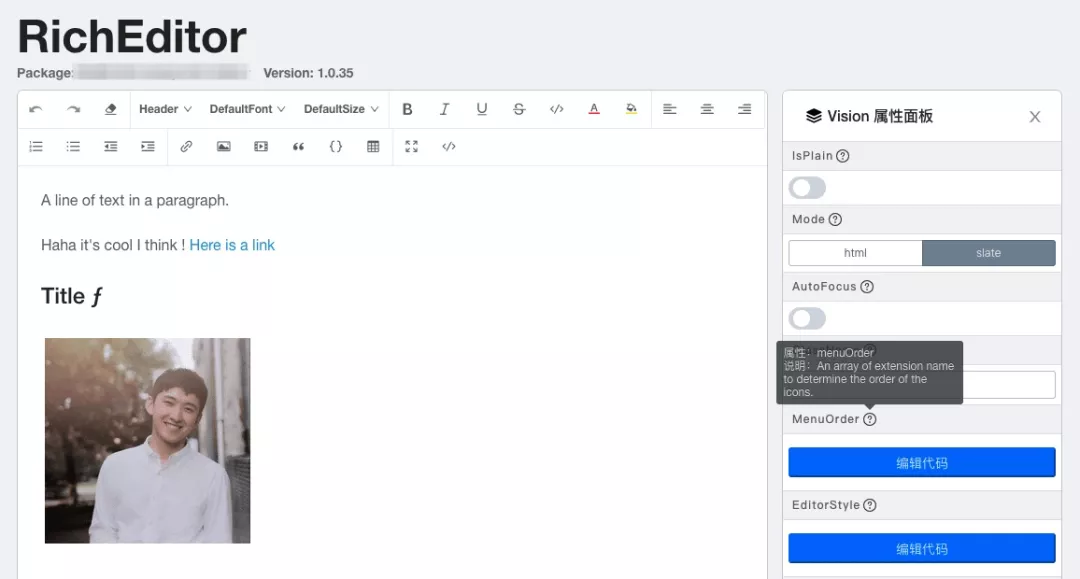 RichEditor
Package:
Version: 1.0.35
Header
DefaultFont
DefaultSize
B
I
U
S
A
A line of text in a paragraph.
Haha it's cool I think ! Here is a link
Title ƒ
Vision 属性面板
IsPlain
Mode
html
slate
AutoFocus
属性：menuOrder
说明：An array of extension name
to determine the order of the
icons.
MenuOrder
编辑代码
EditorStyle
编辑代码